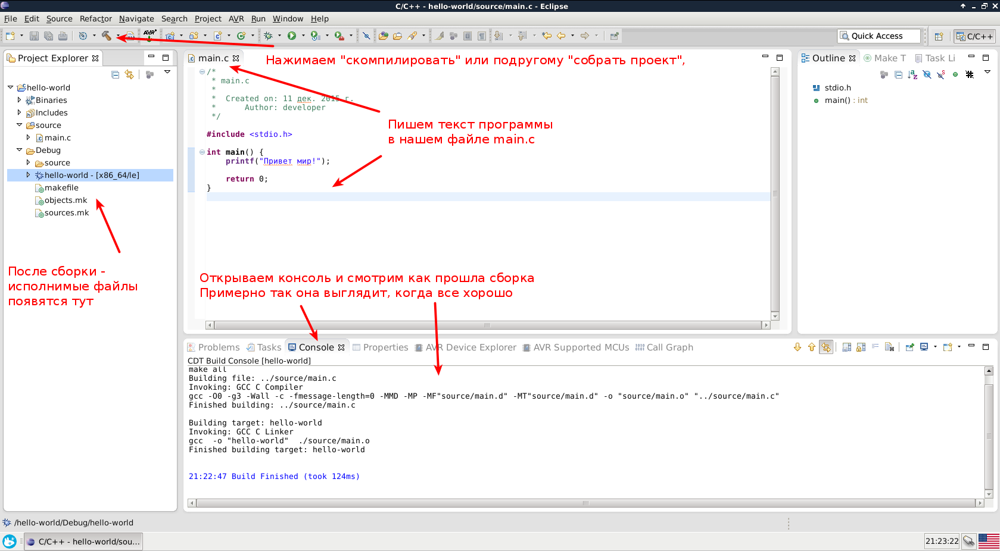 C/C++ - hello-world/source/main.c - Eclipse
File Edit Source Refactor Navigate Search Project AVR Run Window Help
AVR*
Quick Access
C/C++
Project Explorer
hello-world
Binaries
Includes
source
main.c
Debug
source
hello-world - [x86_64/le]
makefile
objects.mk
sources.mk
После сборки -
исполнимые файлы
появятся тут
main.c
Нажимаем "скомпилировать" или подругому "собрать проект",
/*
* main.c
*
* Created on: 11 дек. 2015 г.
* Author: developer
*/
#include <stdio.h>
int main() {
printf("Привет мир!");
return 0;
}
Пишем текст программы
в нашем файле main.c
Открываем консоль и смотрим как прошла сборка
Примерно так она выглядит, когда все хорошо
Outline Make T Task Li
stdio.h
main() : int
Problems Tasks Console Properties AVR Device Explorer AVR Supported MCUs Call Graph
CDT Build Console [hello-world]
make all
Building file: ../source/main.c
Invoking: GCC C Compiler
gcc -O0 -g3 -Wall -c -fmessage-length=0 -MMD -MP -MF"source/main.d" -MT"source/main.d" -o "source/main.o" "../source/main.c"
Finished building: ../source/main.c
Building target: hello-world
Invoking: GCC C Linker
gcc  -o "hello-world"  ./source/main.o
Finished building target: hello-world
21:22:47 Build Finished (took 124ms)
/hello-world/Debug/hello-world
C/C++ - hello-world/sou...
21:23:22